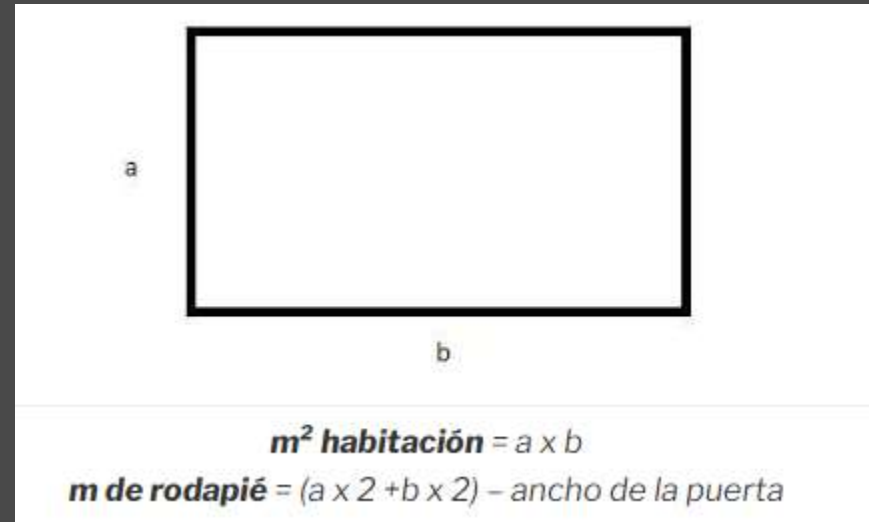 a
b
m² habitación = a x b
m de rodapié = (a x 2 +b x 2) – ancho de la puerta